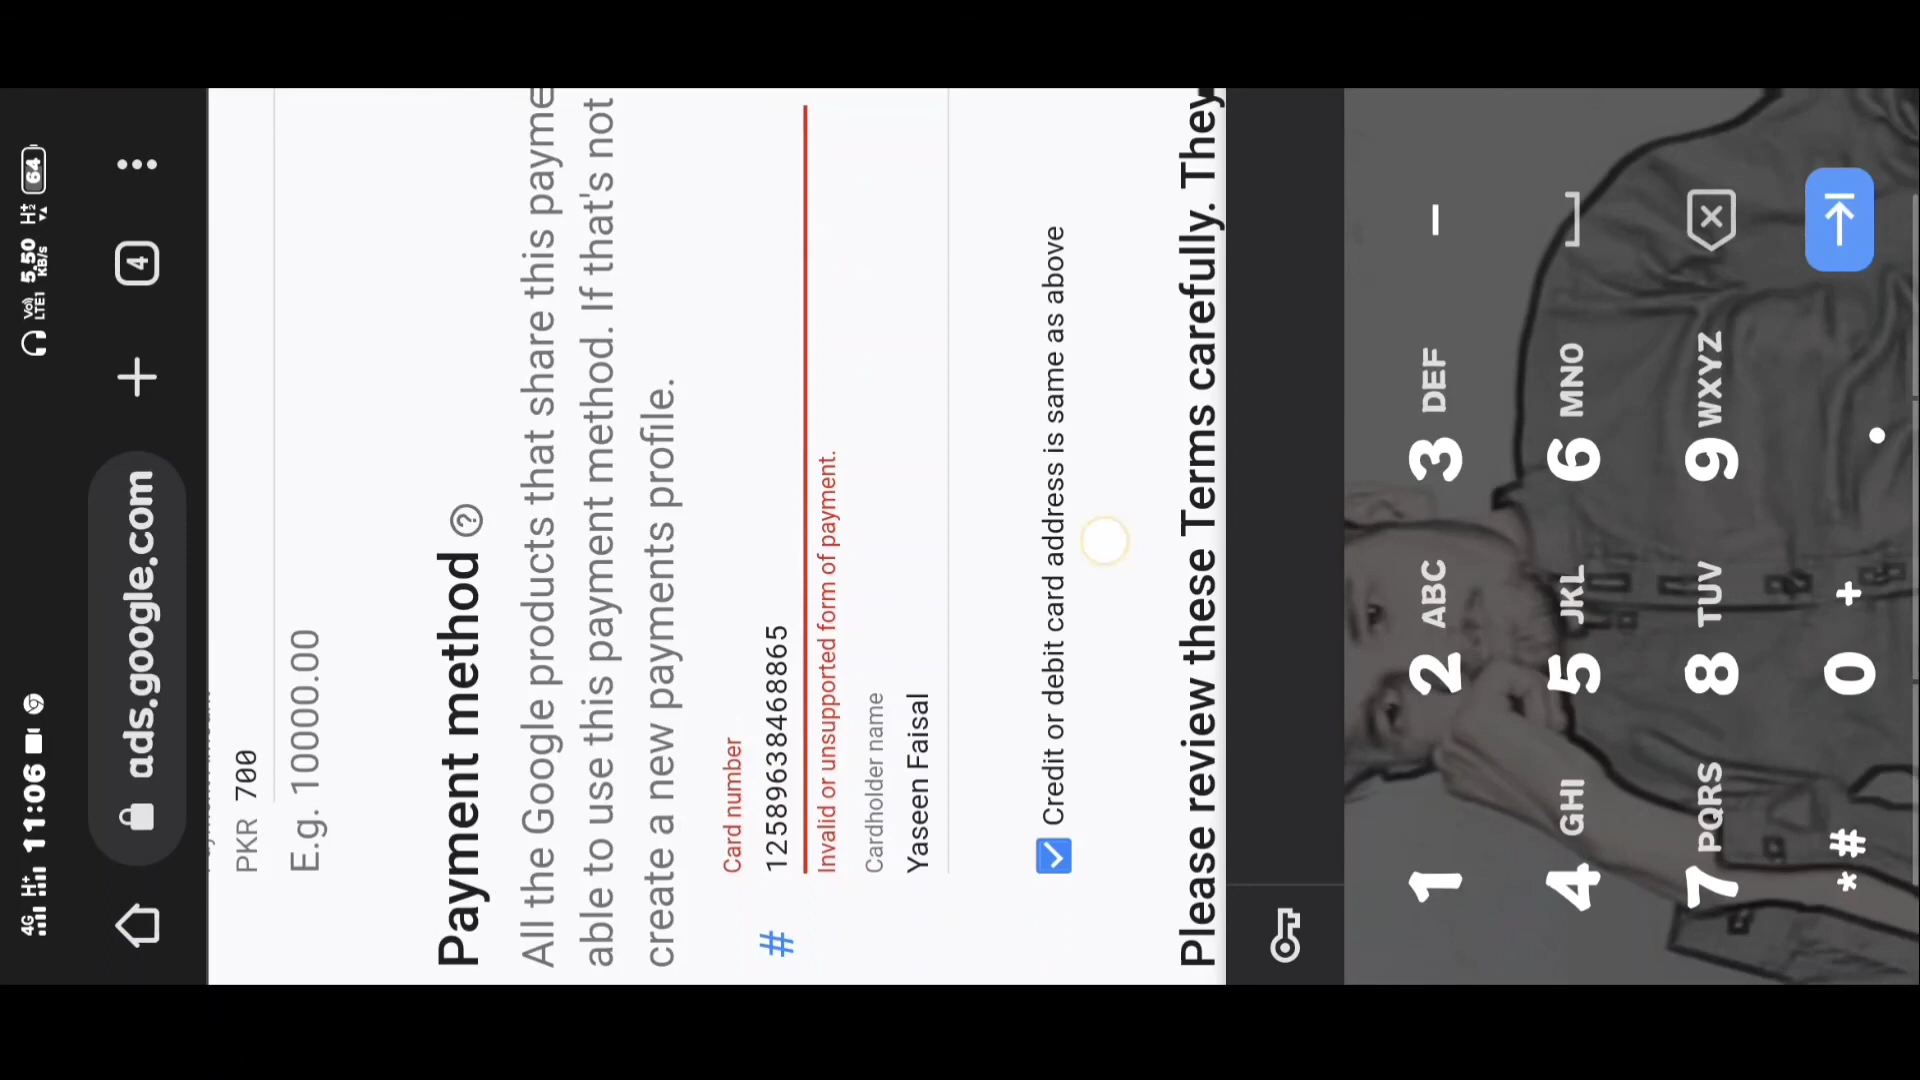 4G H+ 11:06
Vo) LTE1 5.50 KB/s H+ 2 64
ads.google.com
4
PKR 700
E.g. 10000.00
Payment method ?
All the Google products that share this payme
able to use this payment method. If that's not
create a new payments profile.
Card number
# 12589638468865
Invalid or unsupported form of payment.
Cardholder name
Yaseen Faisal
Credit or debit card address is same as above
Please review these Terms carefully. They
1 2 ABC 3 DEF –
4 GHI 5 JKL 6 MNO
7 PQRS 8 TUV 9 WXYZ
* # 0 + .